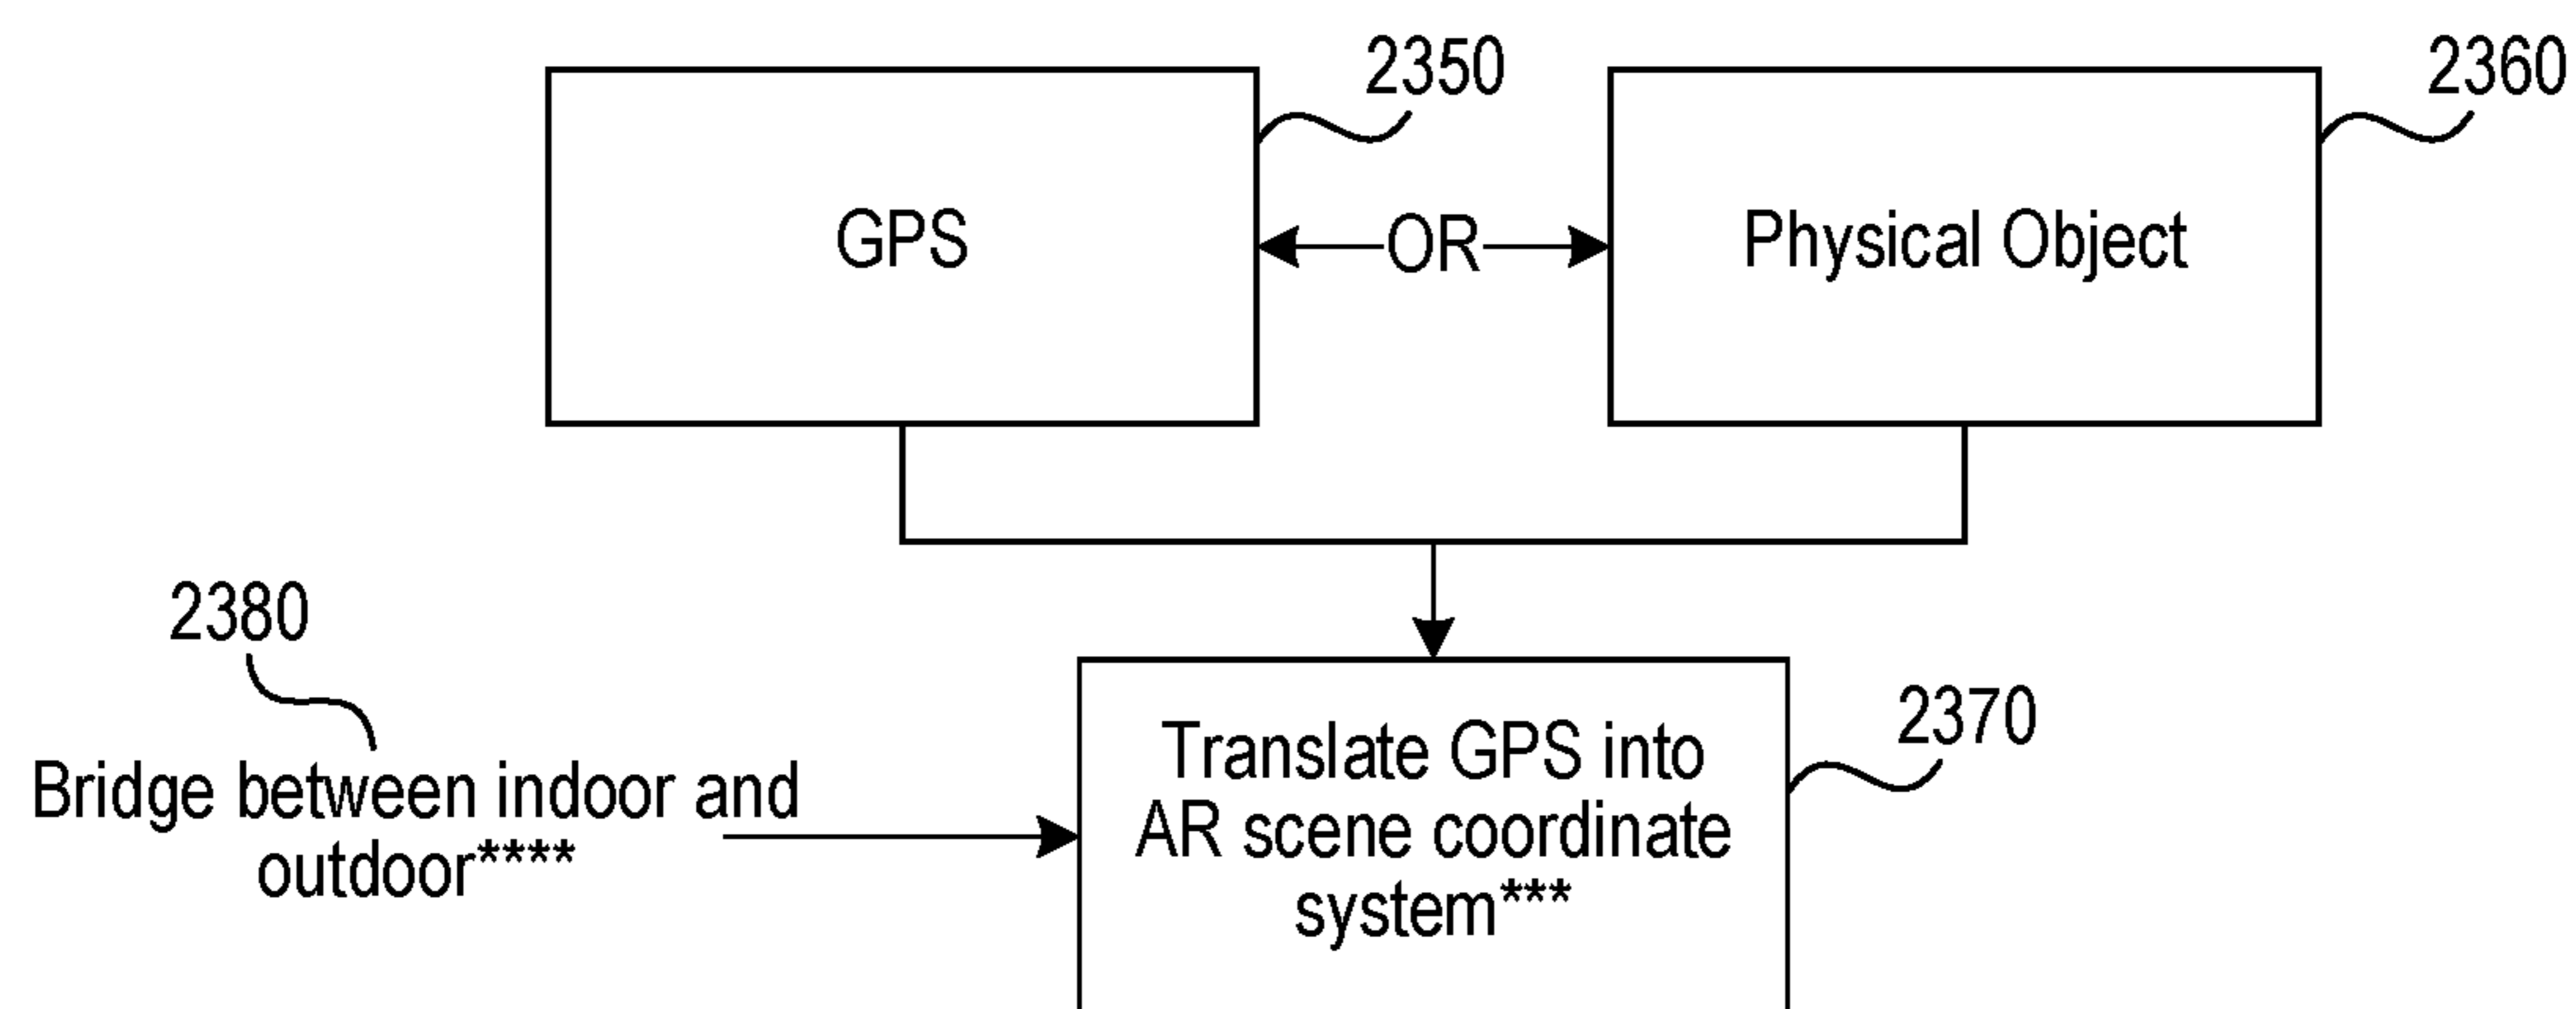 2350
2360
GPS
OR
Physical Object
2380
Bridge between indoor and
outdoor****
2370
Translate GPS into
AR scene coordinate
system***